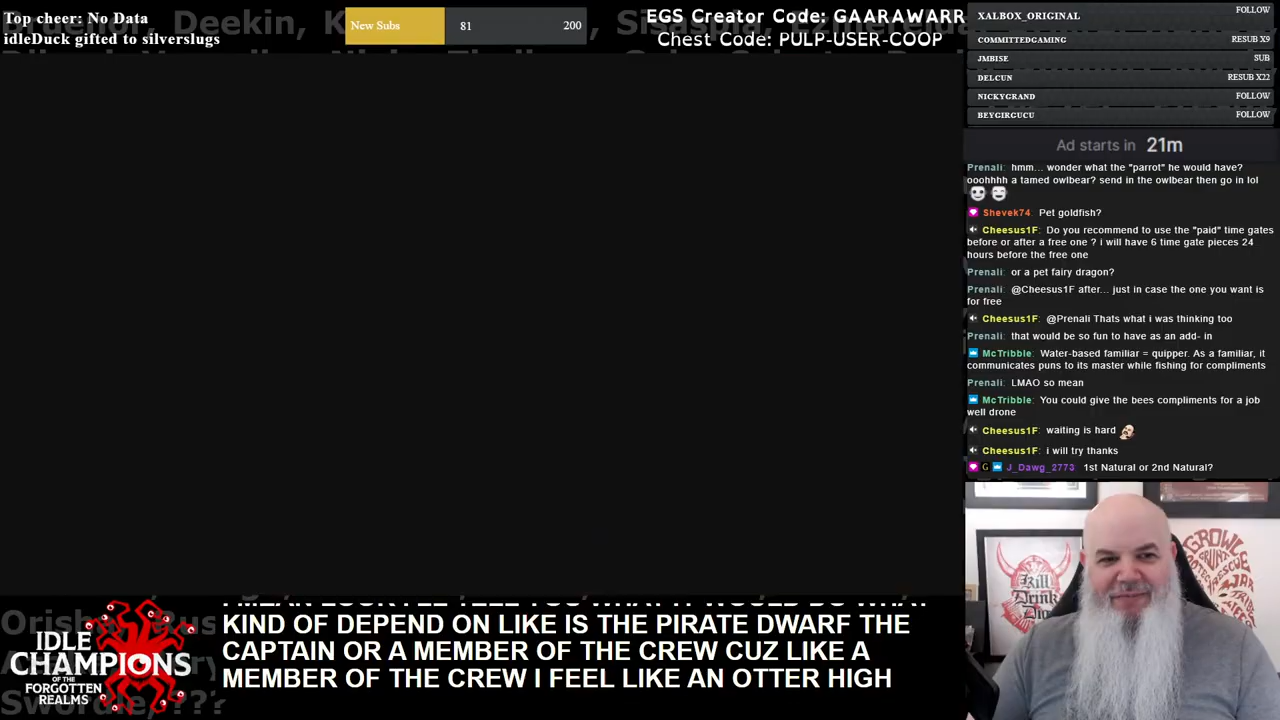 Top cheer: No Data
idleDuck gifted to silverslugs
New Subs 81 200
EGS Creator Code: GAARAWARR
Chest Code: PULP-USER-COOP
XALBOX_ORIGINAL FOLLOW
COMMITTEDGAMING RESUB X9
JMBISE SUB
DELCUN RESUB X22
NICKYGRAND FOLLOW
BEYGIRGUCU FOLLOW
Ad starts in 21m
Prenali: hmm... wonder what the "parrot" he would have?
ooohhhh a tamed owlbear? send in the owlbear then go in lol
Shevek74: Pet goldfish?
Cheesus1F: Do you recommend to use the "paid" time gates
before or after a free one ? i will have 6 time gate pieces 24
hours before the free one
Prenali: or a pet fairy dragon?
Prenali: @Cheesus1F after... just in case the one you want is
for free
Cheesus1F: @Prenali Thats what i was thinking too
Prenali: that would be so fun to have as an add- in
McTribble: Water-based familiar = quipper. As a familiar, it
communicates puns to its master while fishing for compliments
Prenali: LMAO so mean
McTribble: You could give the bees compliments for a job
well drone
Cheesus1F: waiting is hard
Cheesus1F: i will try thanks
G J_Dawg_2773: 1st Natural or 2nd Natural?
KIND OF DEPEND ON LIKE IS THE PIRATE DWARF THE
CAPTAIN OR A MEMBER OF THE CREW CUZ LIKE A
MEMBER OF THE CREW I FEEL LIKE AN OTTER HIGH
IDLE
CHAMPIONS
OF THE
FORGOTTEN
REALMS
Kill
Drink
GROWL
GRUNT